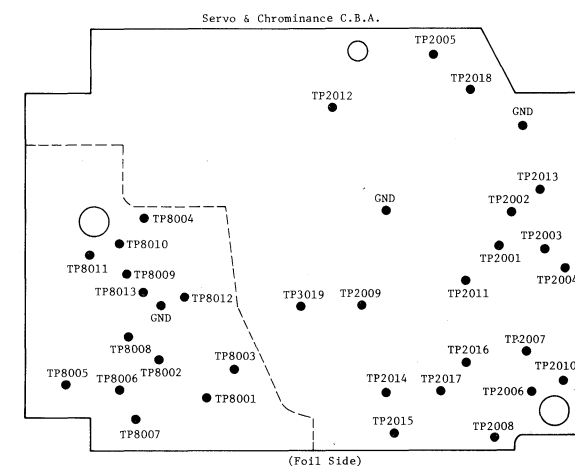 Servo & Chrominance C.B.A.
TP2005
TP2018
TP2012
GND
TP2013
GND
TP2002
TP8004
TP8010
TP2003
TP2001
TP8011
TP8009
TP2004
TP2011
TP8013
TP8012
TP3019
TP2009
GND
TP2007
TP8008
TP2016
TP8003
TP8002
TP8005
TP8006
TP2010
TP2014
TP2017
TP2006
TP8001
TP2015
TP2008
TP8007
(Foil Side)